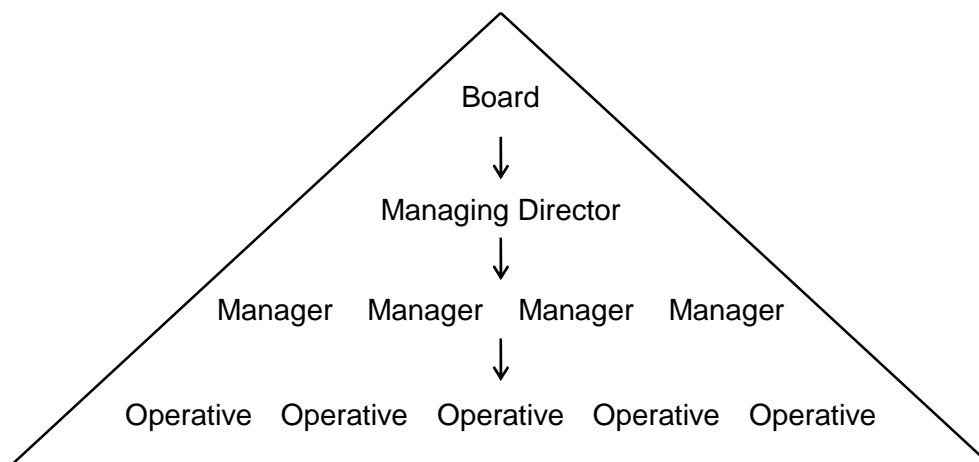 Board
Managing Director
Manager Manager Manager Manager
Operative Operative Operative Operative Operative